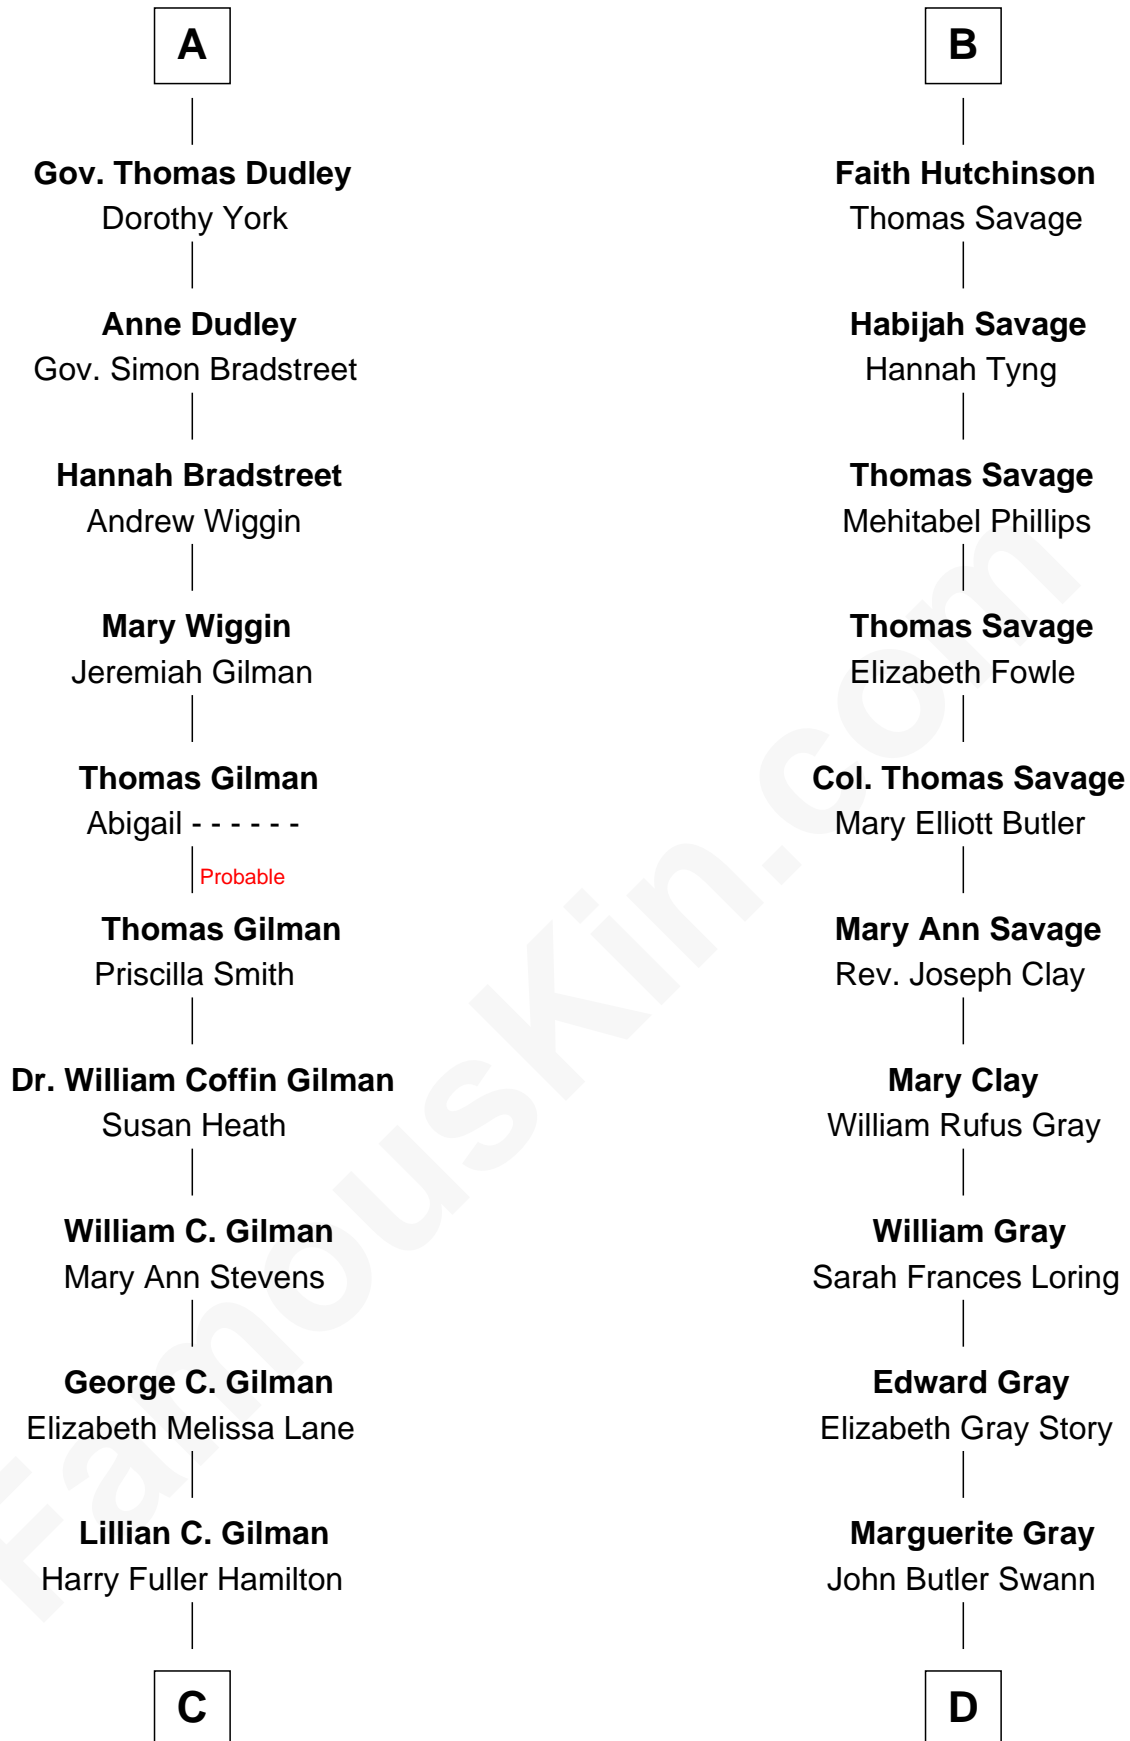 A
Gov. Thomas Dudley
Dorothy York
Anne Dudley
Gov. Simon Bradstreet
Hannah Bradstreet
Andrew Wiggin
Mary Wiggin
Jeremiah Gilman
Thomas Gilman
Abigail - - - - - -
Probable
Thomas Gilman
Priscilla Smith
Dr. William Coffin Gilman
Susan Heath
William C. Gilman
Mary Ann Stevens
George C. Gilman
Elizabeth Melissa Lane
Lillian C. Gilman
Harry Fuller Hamilton
C
B
Faith Hutchinson
Thomas Savage
Habijah Savage
Hannah Tyng
Thomas Savage
Mehitabel Phillips
Thomas Savage
Elizabeth Fowle
Col. Thomas Savage
Mary Elliott Butler
Mary Ann Savage
Rev. Joseph Clay
Mary Clay
William Rufus Gray
William Gray
Sarah Frances Loring
Edward Gray
Elizabeth Gray Story
Marguerite Gray
John Butler Swann
D
FamousKin.com